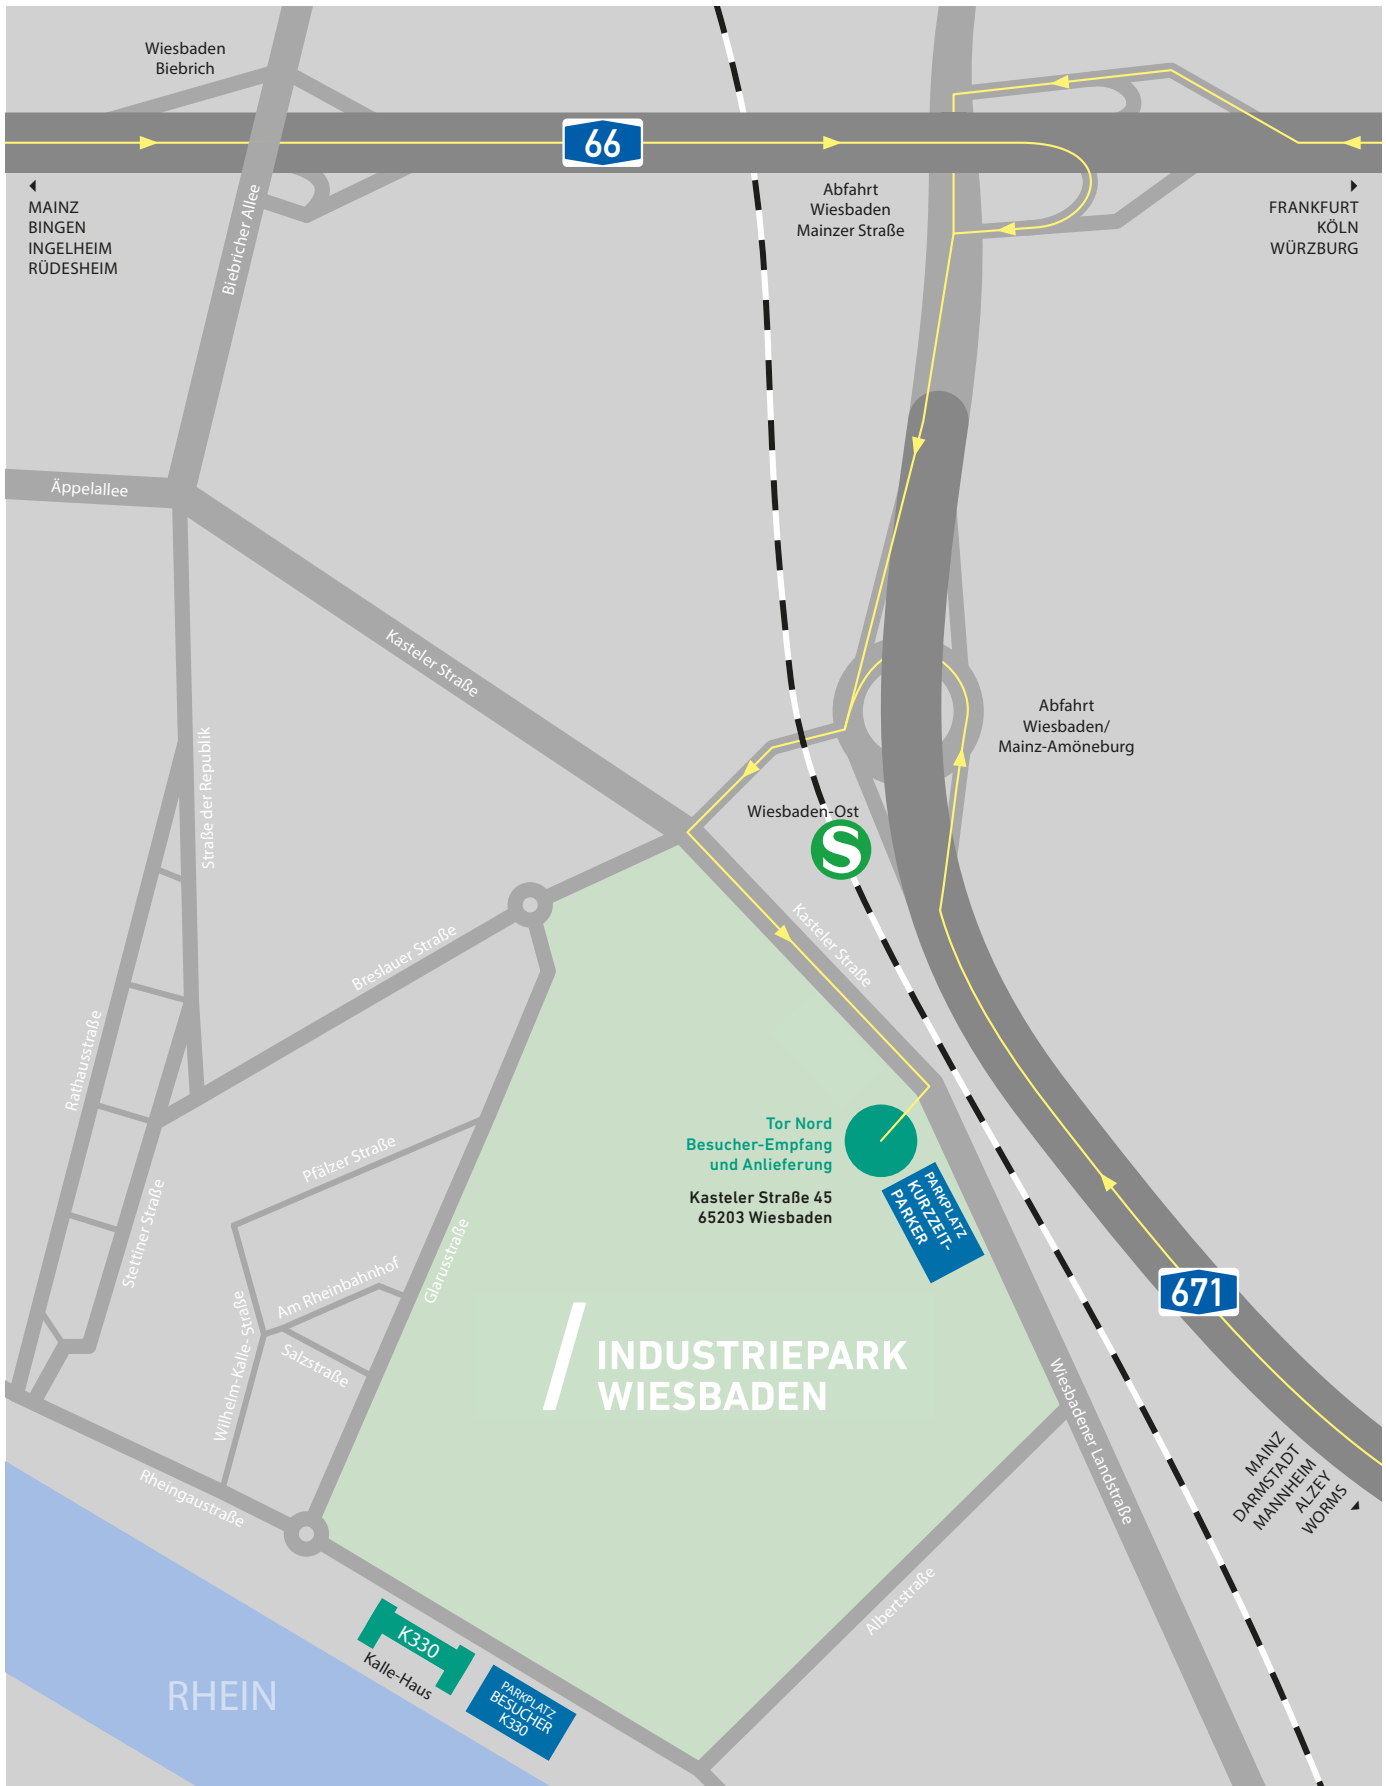 Wiesbaden
Biebrich
66
MAINZ
BINGEN
INGELHEIM
RÜDESHEIM
Biebricher Allee
Abfahrt
Wiesbaden
Mainzer Straße
FRANKFURT
KÖLN
WÜRZBURG
Äppelallee
Kasteler Straße
Straße der Republik
Abfahrt
Wiesbaden/
Mainz-Amöneburg
Wiesbaden-Ost
S
Kasteler Straße
Breslauer Straße
Rathausstraße
Tor Nord
Besucher-Empfang
und Anlieferung
Kasteler Straße 45
65203 Wiesbaden
PARKPLATZ
KURZZEIT-
PARKER
Pfälzer Straße
Stettiner Straße
Glarusstraße
Am Rheinbahnhof
Wilhelm-Kalle-Straße
Salzstraße
671
INDUSTRIEPARK
WIESBADEN
Wiesbadener Landstraße
MAINZ
DARMSTADT
MANNHEIM
ALZEY
WORMS
Rheingaustraße
Albertstraße
K330
Kalle-Haus
PARKPLATZ
BESUCHER
K330
RHEIN